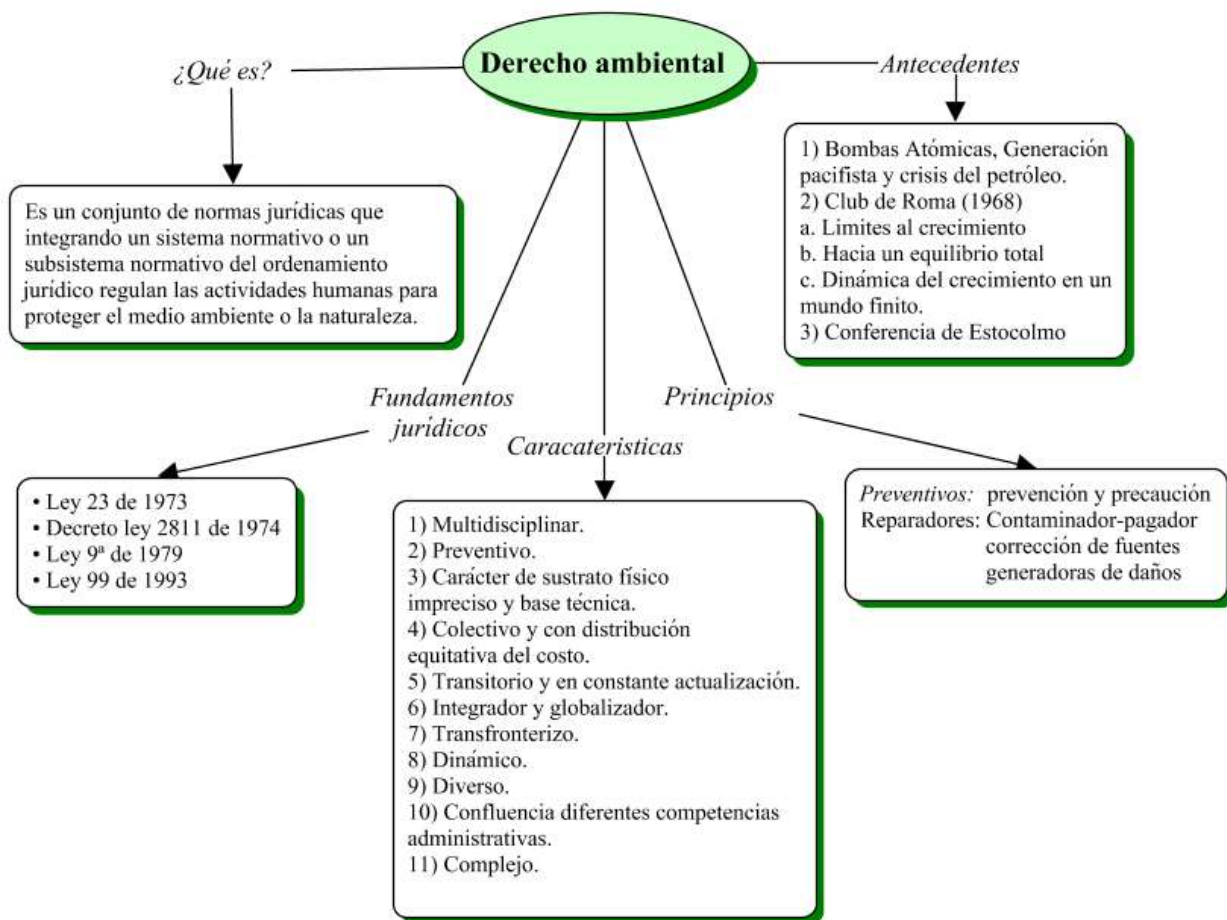 Derecho ambiental
¿Qué es?
Es un conjunto de normas jurídicas que
integrando un sistema normativo o un
subsistema normativo del ordenamiento
jurídico regulan las actividades humanas para
proteger el medio ambiente o la naturaleza.
Antecedentes
1) Bombas Atómicas, Generación
pacifista y crisis del petróleo.
2) Club de Roma (1968)
a. Limites al crecimiento
b. Hacia un equilibrio total
c. Dinámica del crecimiento en un
mundo finito.
3) Conferencia de Estocolmo
Fundamentos
jurídicos
• Ley 23 de 1973
• Decreto ley 2811 de 1974
• Ley 9ª de 1979
• Ley 99 de 1993
Caracateristicas
1) Multidisciplinar.
2) Preventivo.
3) Carácter de sustrato físico
impreciso y base técnica.
4) Colectivo y con distribución
equitativa del costo.
5) Transitorio y en constante actualización.
6) Integrador y globalizador.
7) Transfronterizo.
8) Dinámico.
9) Diverso.
10) Confluencia diferentes competencias
administrativas.
11) Complejo.
Principios
Preventivos: prevención y precaución
Reparadores: Contaminador-pagador
corrección de fuentes
generadoras de daños